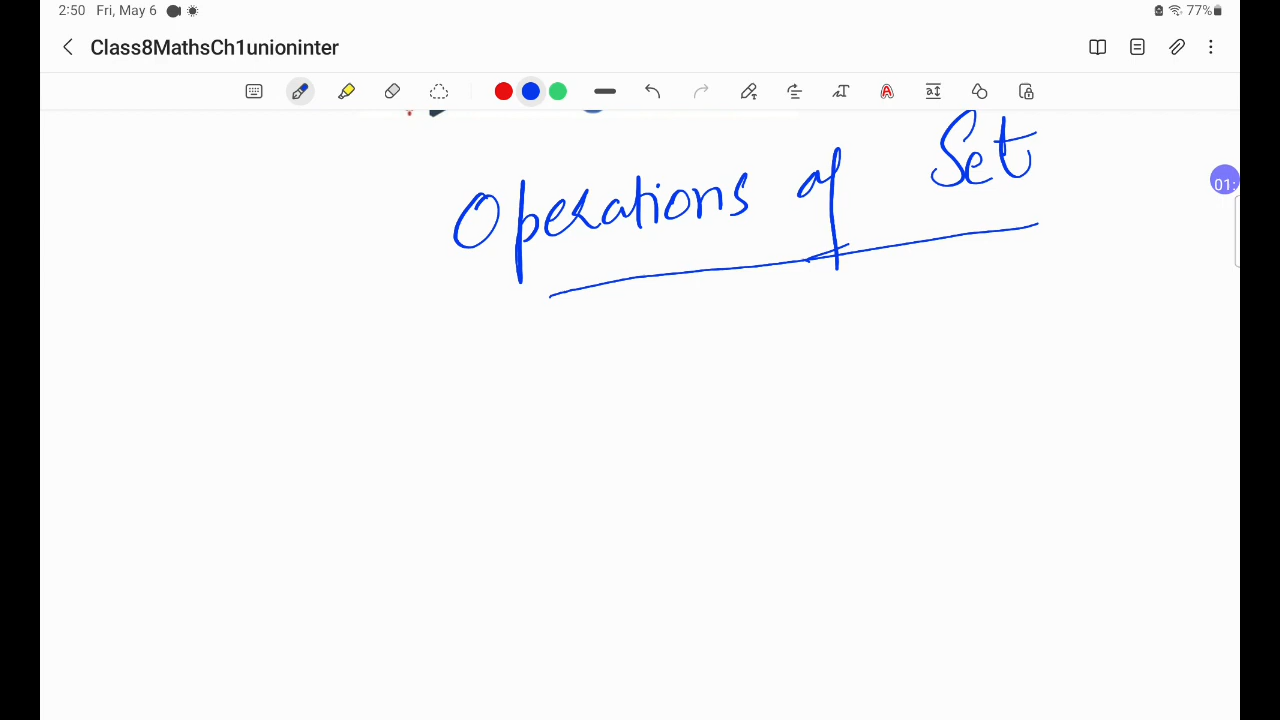 2:50 Fri, May 6 77%
Class8MathsCh1unioninter
Operations of Set